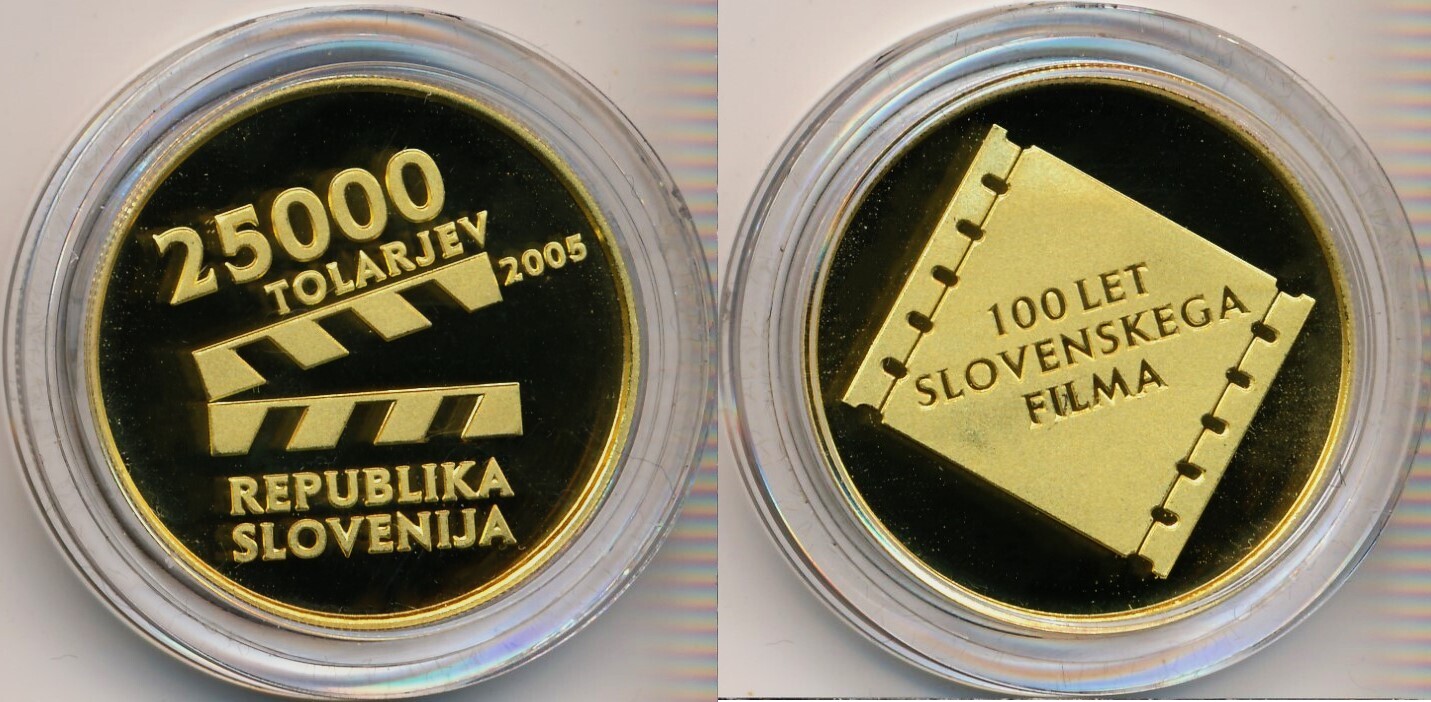 25000
TOLARJEV
2005
REPUBLIKA
SLOVENIJA
100 LET
SLOVENSKEGA
FILMA